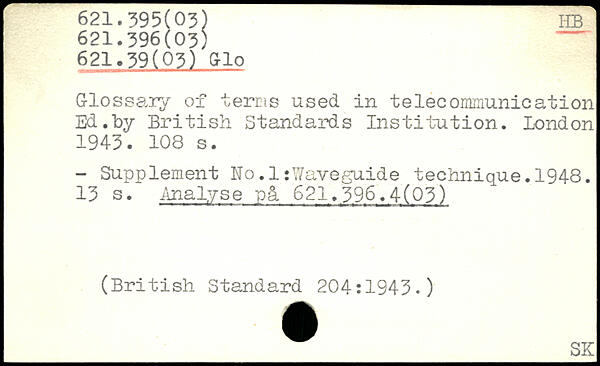 621.395(03)
HB
621.396(03)
621.39(03) Glo
Glossary of terms used in telecommunication
Ed.by British Standards Institution. London
1943. 108 s.
- Supplement No.1:Waveguide technique.1948.
13 s. Analyse på 621.396.4(03)
(British Standard 204:1943.)
SK